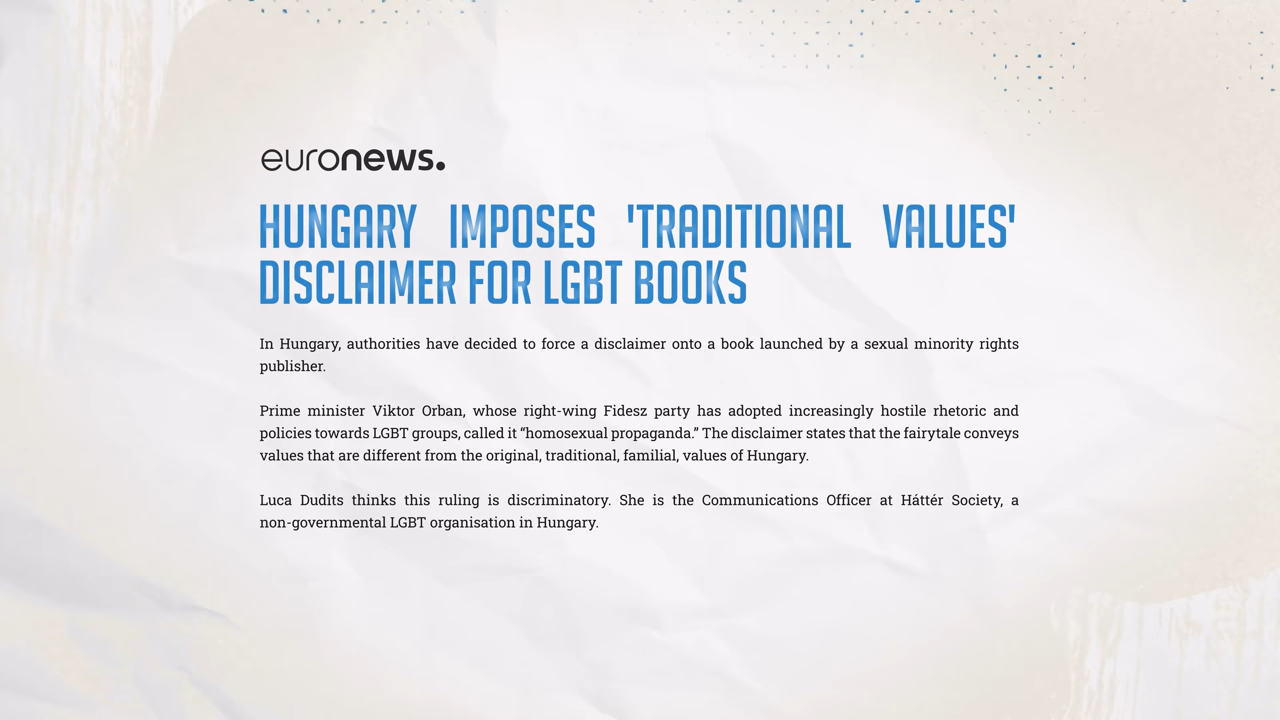 euronews.
HUNGARY IMPOSES 'TRADITIONAL VALUES'
DISCLAIMER FOR LGBT BOOKS
In Hungary, authorities have decided to force a disclaimer onto a book launched by a sexual minority rights
publisher.
Prime minister Viktor Orban, whose right-wing Fidesz party has adopted increasingly hostile rhetoric and
policies towards LGBT groups, called it “homosexual propaganda.” The disclaimer states that the fairytale conveys
values that are different from the original, traditional, familial, values of Hungary.
Luca Dudits thinks this ruling is discriminatory. She is the Communications Officer at Háttér Society, a
non-governmental LGBT organisation in Hungary.